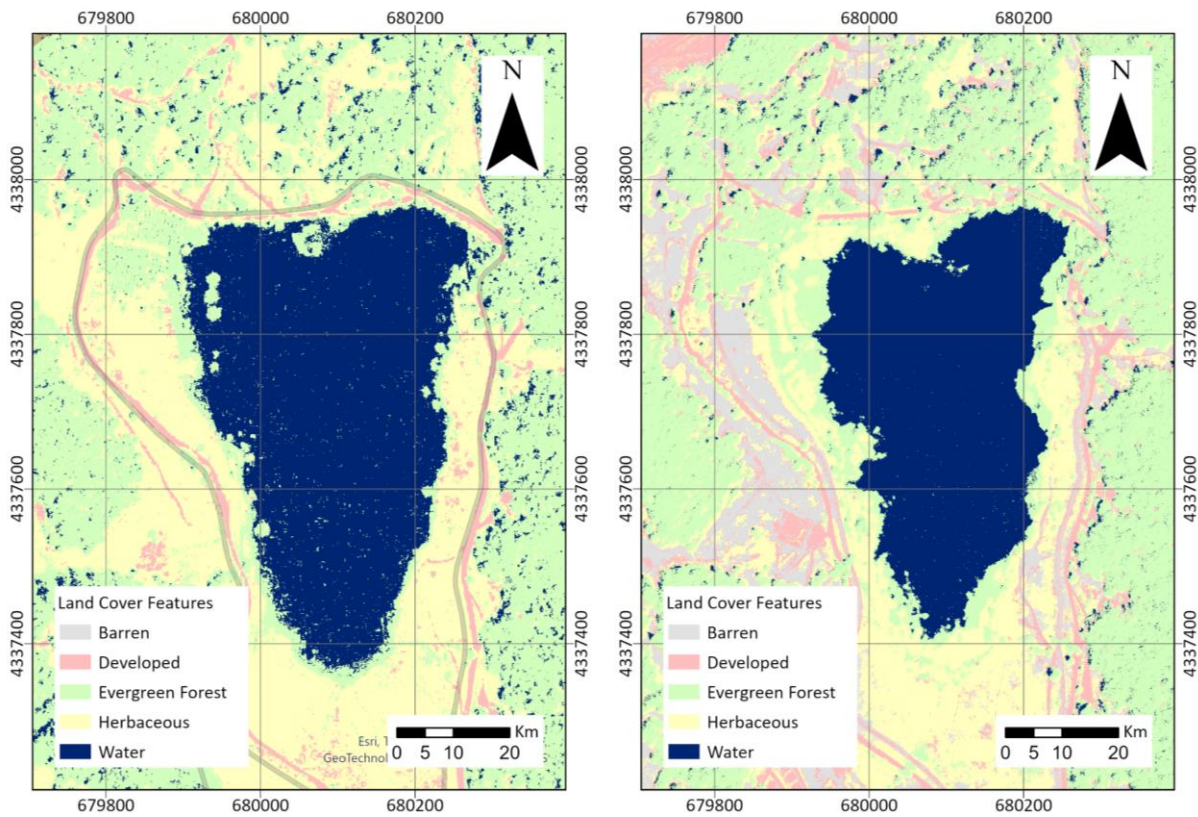 679800 680000 680200
679800 680000 680200
N
N
4338000
4337800
4337600
4337400
4338000
4337800
4337600
4337400
4338000
4337800
4337600
4337400
4338000
4337800
4337600
4337400
Land Cover Features
Barren
Developed
Evergreen Forest
Herbaceous
Water
Km
0 5 10 20
Esri, T
GeoTechnol
S
Land Cover Features
Barren
Developed
Evergreen Forest
Herbaceous
Water
Km
0 5 10 20
679800 680000 680200
679800 680000 680200